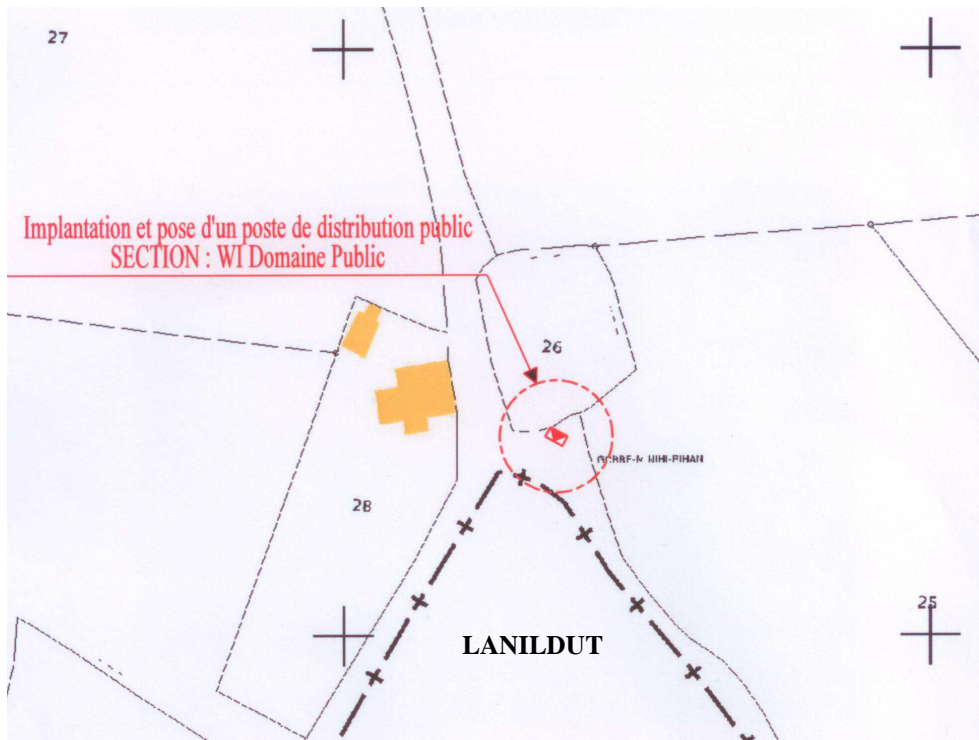 27
Implantation et pose d'un poste de distribution public
SECTION : WI Domaine Public
26
28
25
LANILDUT